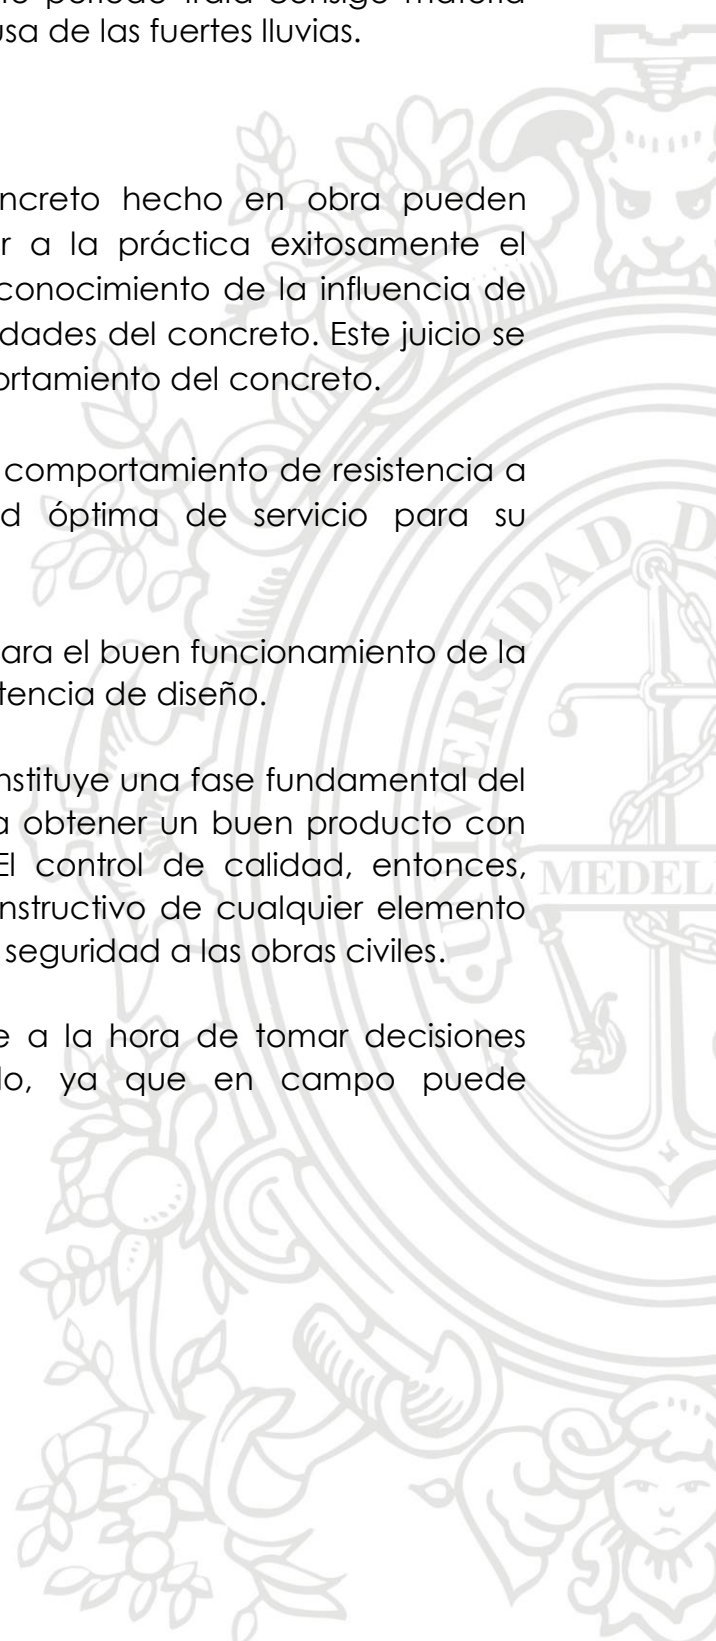 usa de las fuertes lluvias.
ncreto hecho en obra pueden
r a la práctica exitosamente el
conocimiento de la influencia de
dades del concreto. Este juicio se
ortamiento del concreto.
comportamiento de resistencia a
d óptima de servicio para su
ara el buen funcionamiento de la
tencia de diseño.
nstituye una fase fundamental del
a obtener un buen producto con
El control de calidad, entonces,
nstructivo de cualquier elemento
seguridad a las obras civiles.
e a la hora de tomar decisiones
do, ya que en campo puede
UNIVERSIDAD D
MEDEL